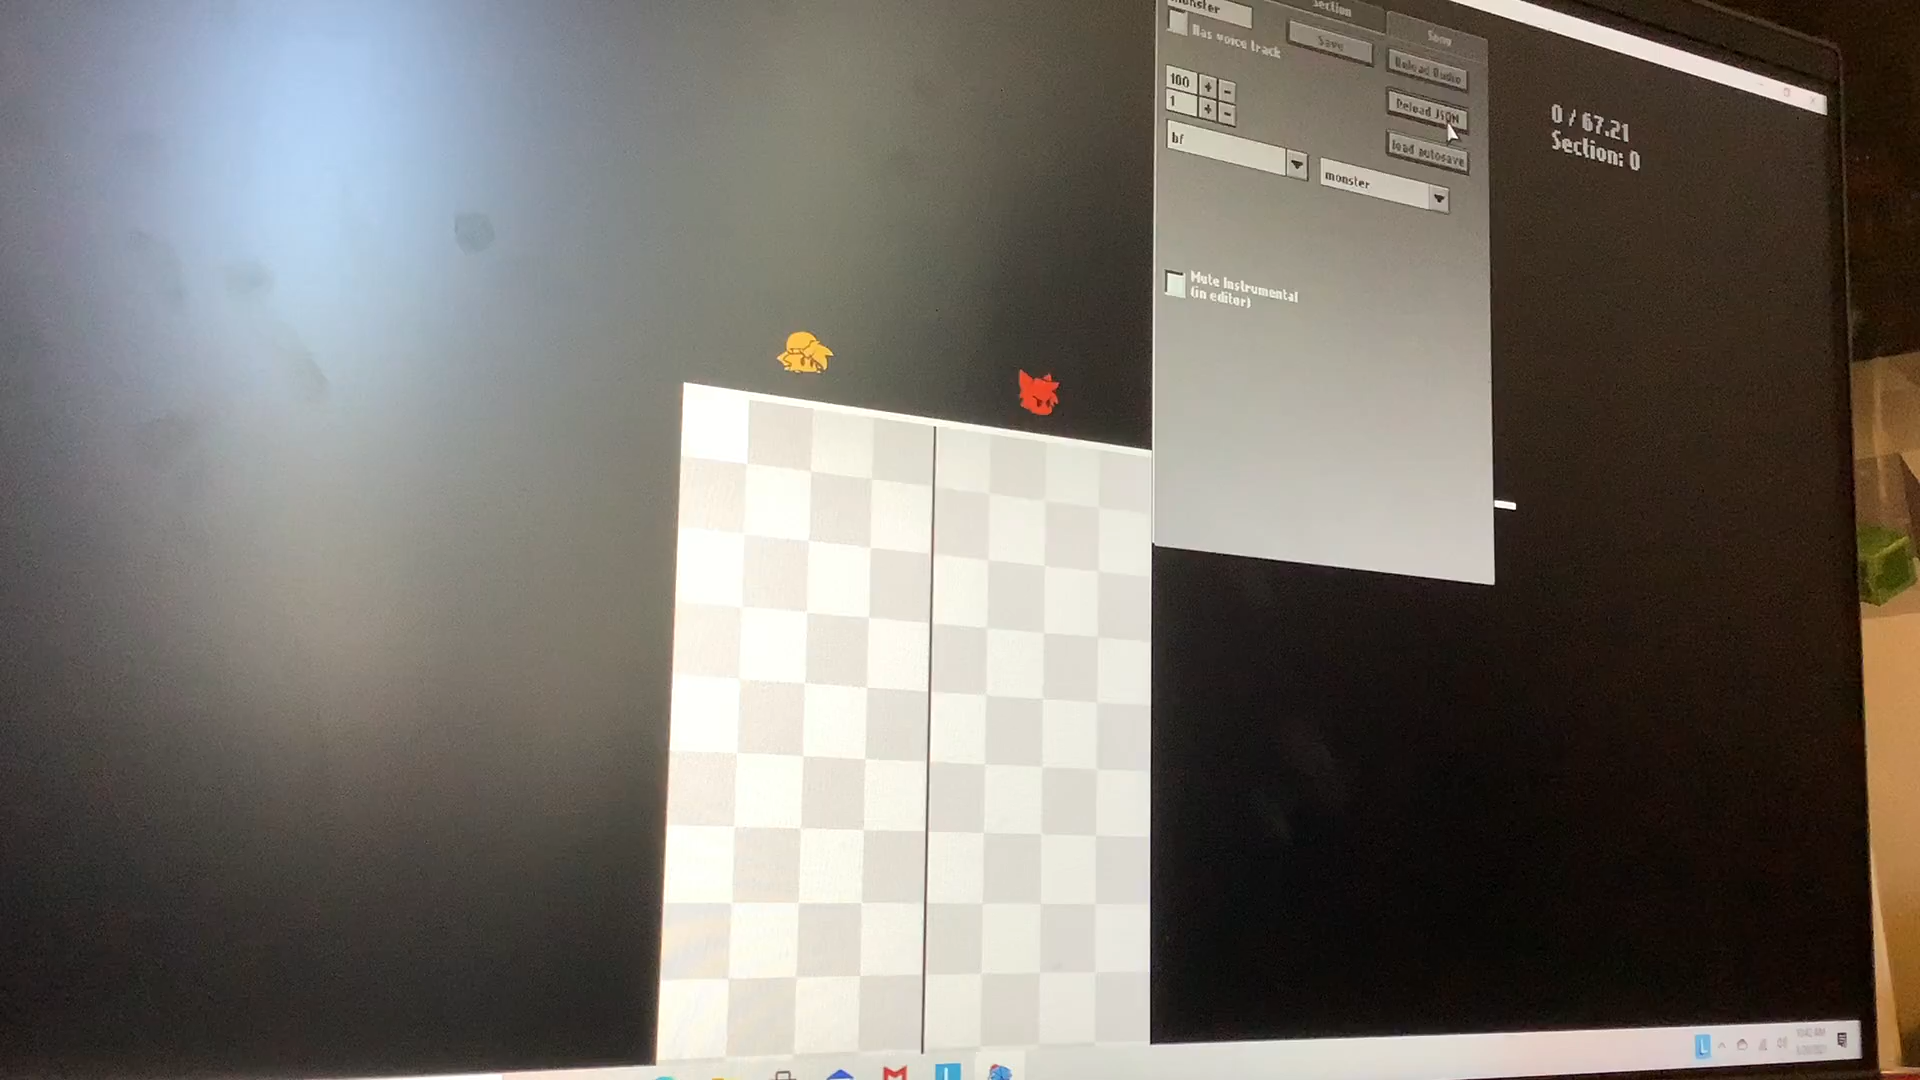 monster
Section
Song
Has voice track
Save
Reload Audio
100 + -
Reload JSON
1 + -
load autosave
bf
monster
Mute Instrumental
(in editor)
0 / 67.21
Section: 0
L
L